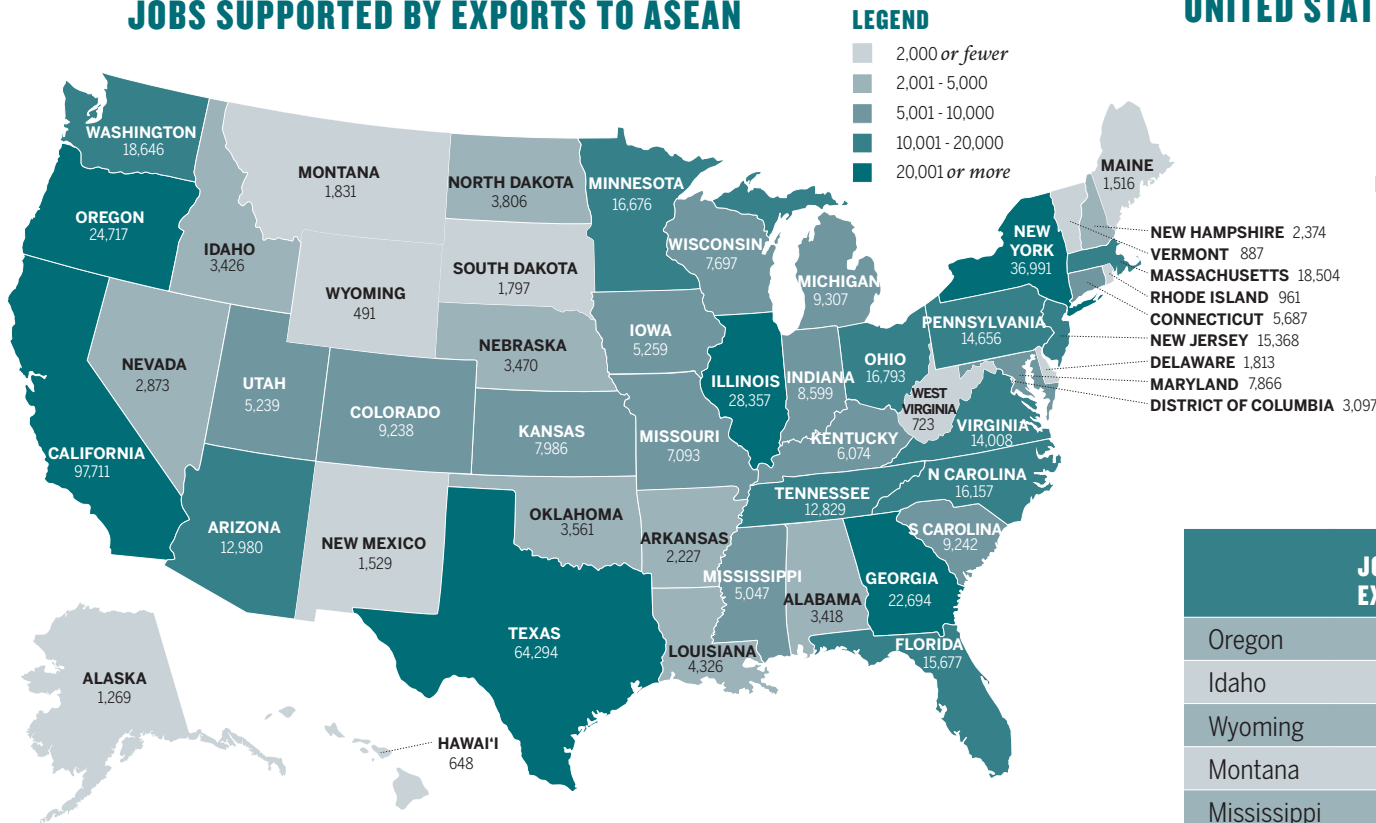 JOBS SUPPORTED BY EXPORTS TO ASEAN
LEGEND
2,000 or fewer
2,001 - 5,000
5,001 - 10,000
10,001 - 20,000
20,001 or more
WASHINGTON
18,646
OREGON
24,717
CALIFORNIA
97,711
IDAHO
3,426
NEVADA
2,873
MONTANA
1,831
WYOMING
491
UTAH
5,239
COLORADO
9,238
ARIZONA
12,980
NEW MEXICO
1,529
NORTH DAKOTA
3,806
SOUTH DAKOTA
1,797
NEBRASKA
3,470
KANSAS
7,986
OKLAHOMA
3,561
TEXAS
64,294
MINNESOTA
16,676
IOWA
5,259
MISSOURI
7,093
ARKANSAS
2,227
LOUISIANA
4,326
WISCONSIN
7,697
ILLINOIS
28,357
MICHIGAN
9,307
INDIANA
8,599
OHIO
16,793
KENTUCKY
6,074
TENNESSEE
12,829
MISSISSIPPI
5,047
ALABAMA
3,418
GEORGIA
22,694
FLORIDA
15,677
S CAROLINA
9,242
N CAROLINA
16,157
VIRGINIA
14,008
WEST
VIRGINIA
723
PENNSYLVANIA
14,656
NEW
YORK
36,991
MAINE
1,516
NEW HAMPSHIRE 2,374
VERMONT 887
MASSACHUSETTS 18,504
RHODE ISLAND 961
CONNECTICUT 5,687
NEW JERSEY 15,368
DELAWARE 1,813
MARYLAND 7,866
DISTRICT OF COLUMBIA 3,097
ALASKA
1,269
HAWAI‘I
648
UNITED STAT
JO
EX
Oregon
Idaho
Wyoming
Montana
Mississippi